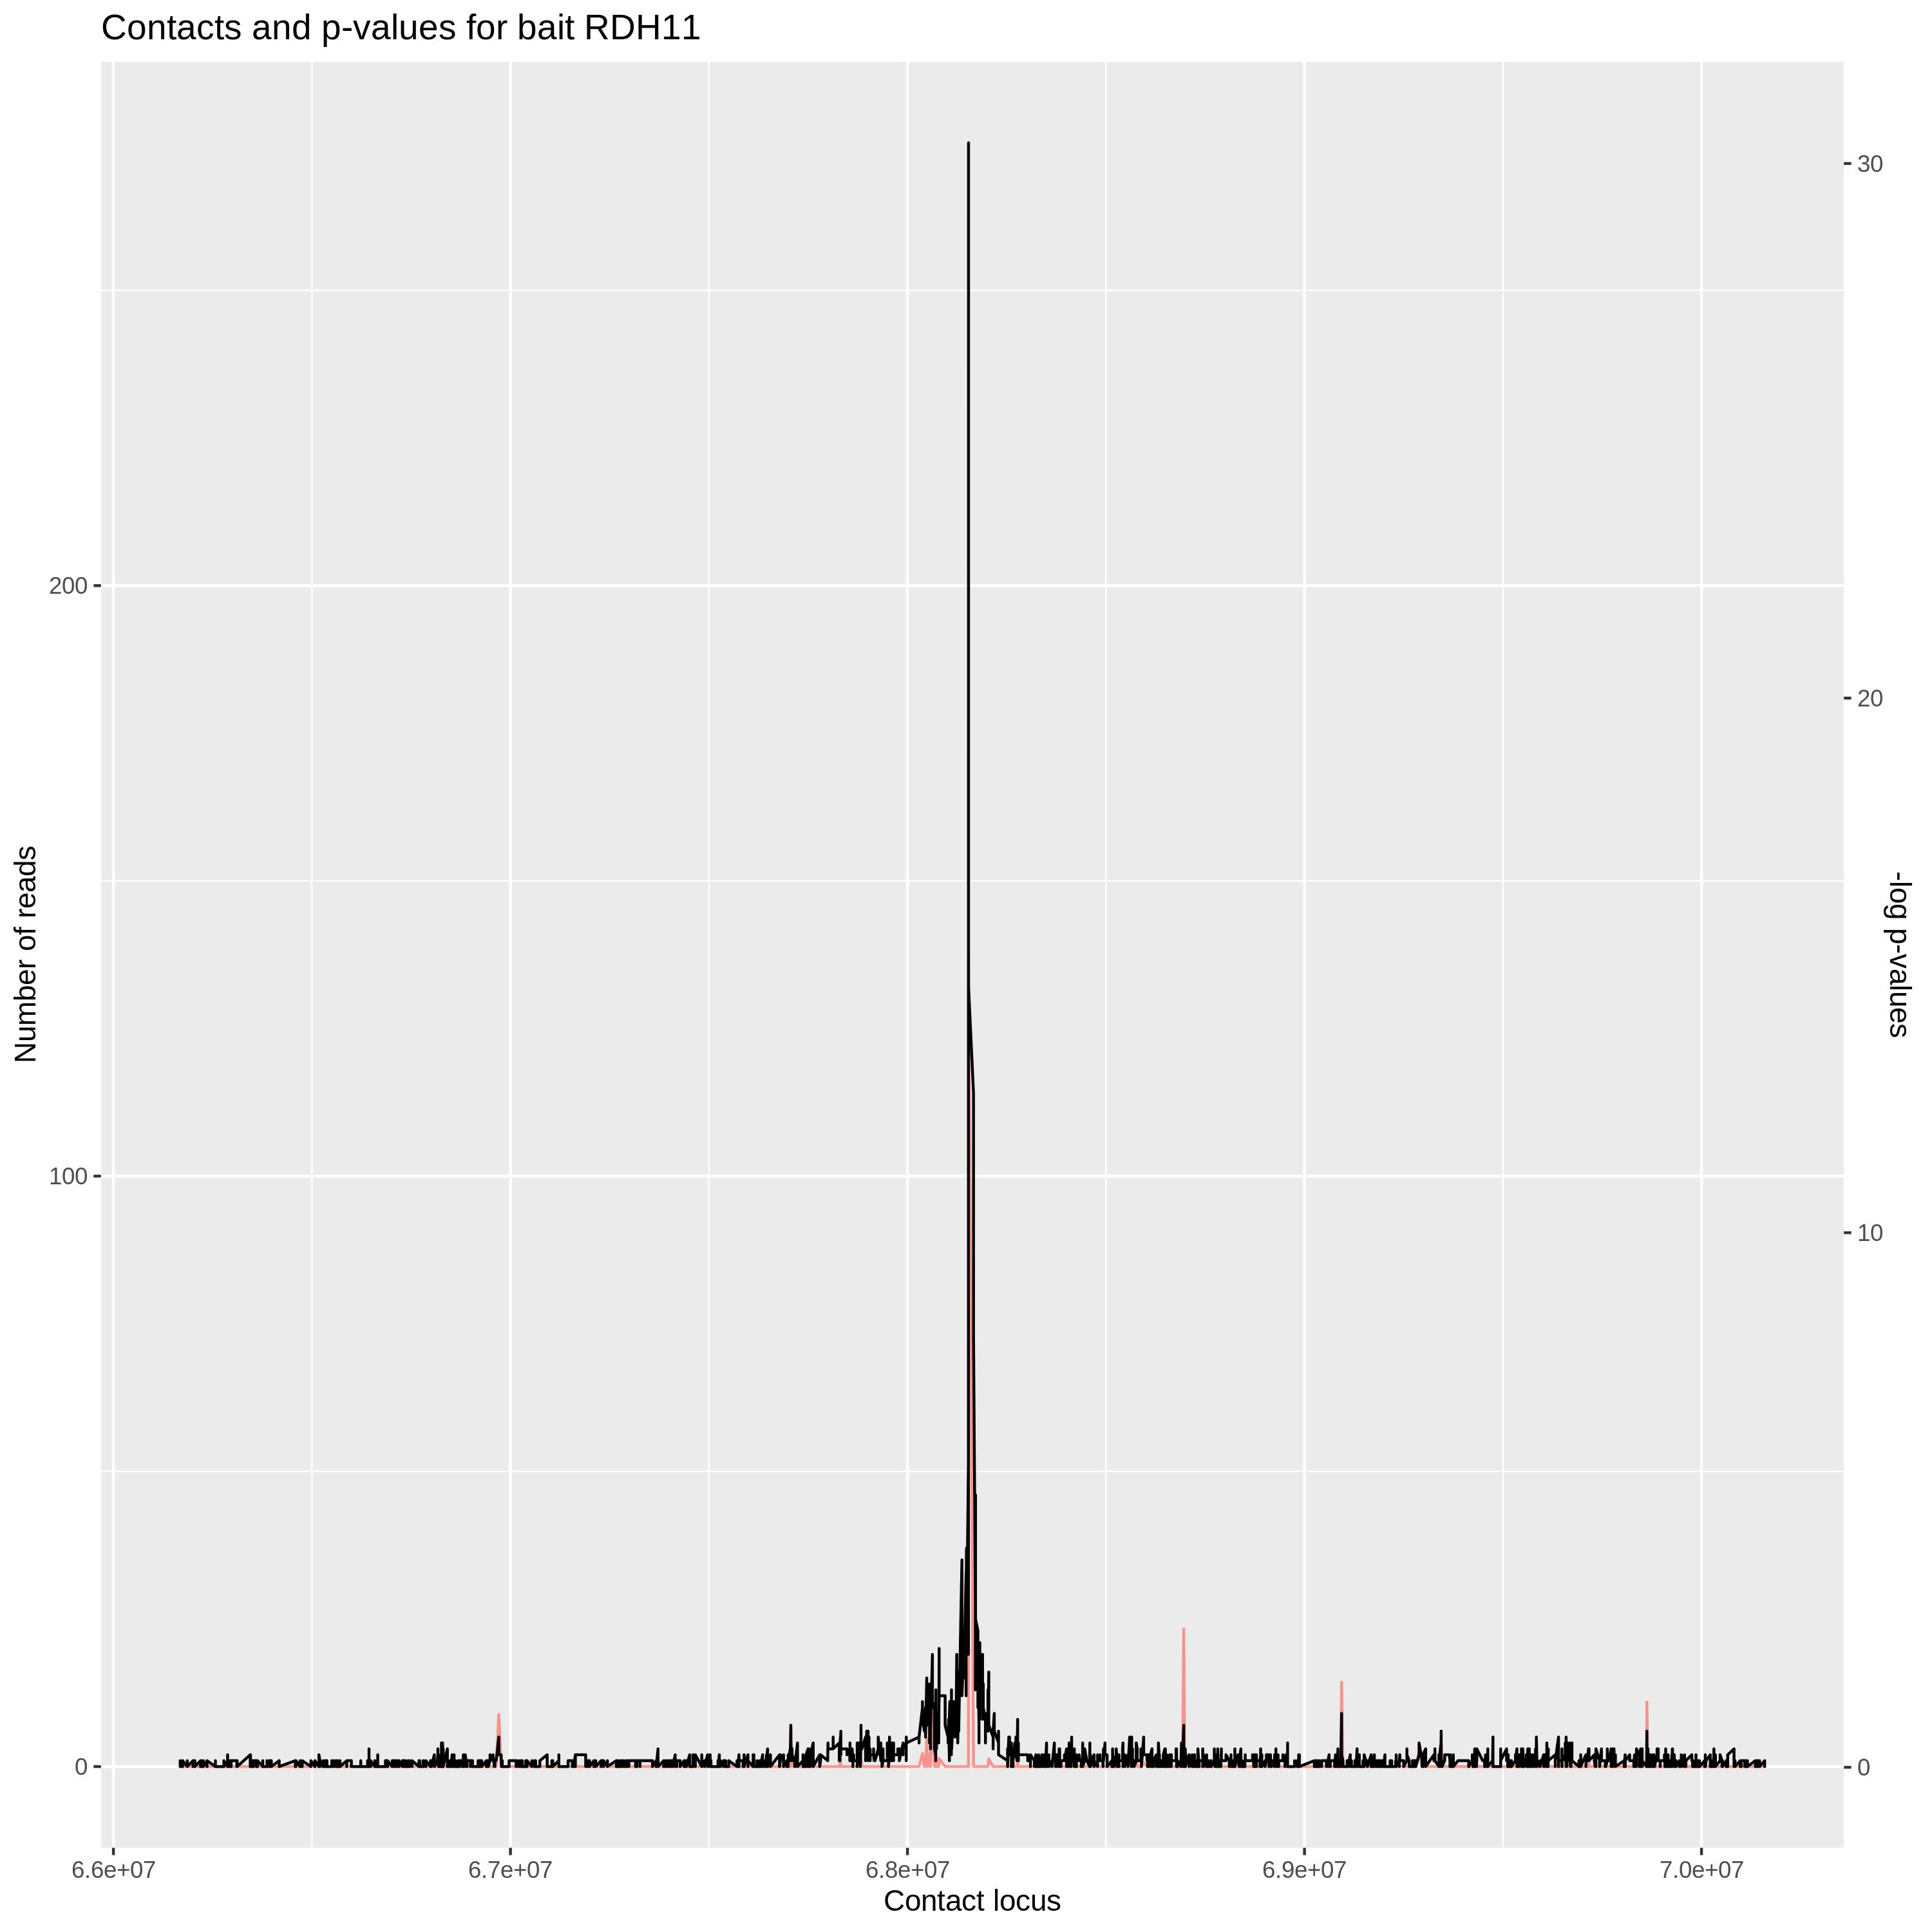 Contacts and p-values for bait RDH11
Number of reads
200
100
0
30
20
10
0
-log p-values
6.6e+07 6.7e+07 6.8e+07 6.9e+07 7.0e+07
Contact locus